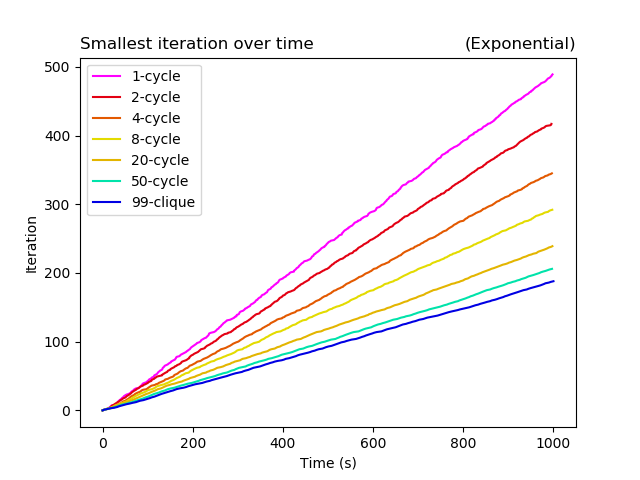 Smallest iteration over time (Exponential)
500
400
300
200
100
0
Iteration
1-cycle
2-cycle
4-cycle
8-cycle
20-cycle
50-cycle
99-clique
0 200 400 600 800 1000
Time (s)